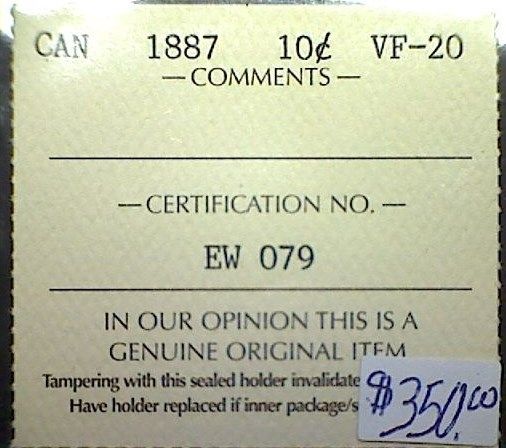 CAN 1887 10¢ VF-20
— COMMENTS —
— CERTIFICATION NO. —
EW 079
IN OUR OPINION THIS IS A
GENUINE ORIGINAL ITEM
Tampering with this sealed holder invalidate
Have holder replaced if inner package/s
$350.00